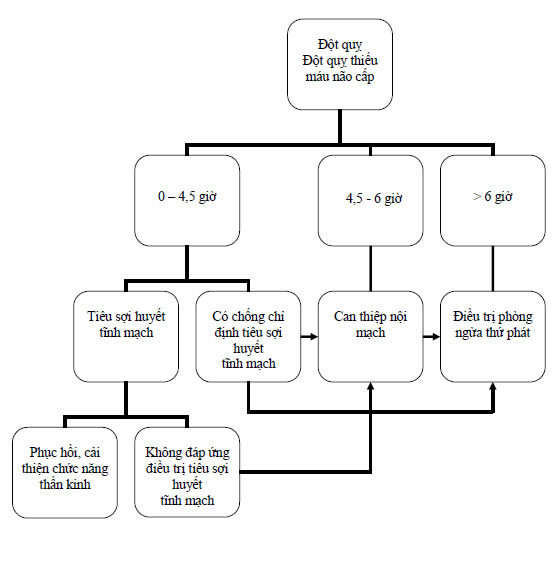 Đột quỵ
Đột quỵ thiếu
máu não cấp
0 – 4,5 giờ
4,5 - 6 giờ
> 6 giờ
Tiêu sợi huyết
tĩnh mạch
Có chống chỉ
định tiêu sợi
huyết
tĩnh mạch
Can thiệp nội
mạch
Điều trị phòng
ngừa thứ phát
Phục hồi, cải
thiện chức năng
thần kinh
Không đáp ứng
điều trị tiêu sợi
huyết
tĩnh mạch